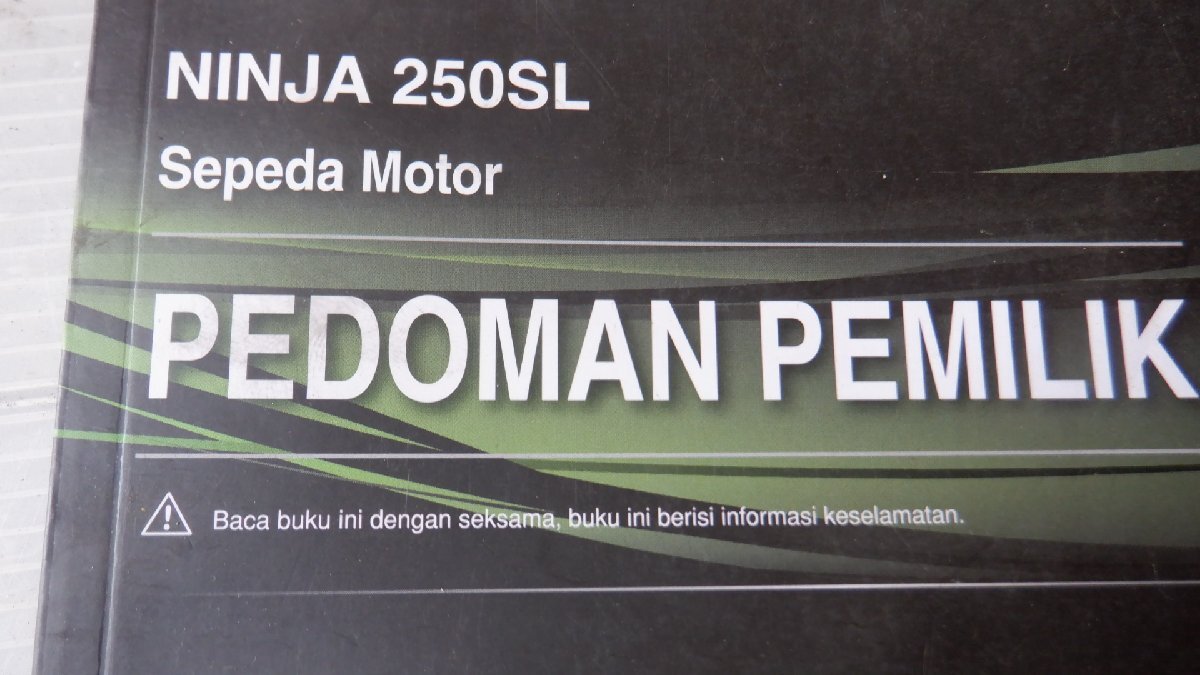 NINJA 250SL
Sepeda Motor
PEDOMAN PEMILIK
Baca buku ini dengan seksama, buku ini berisi informasi keselamatan.